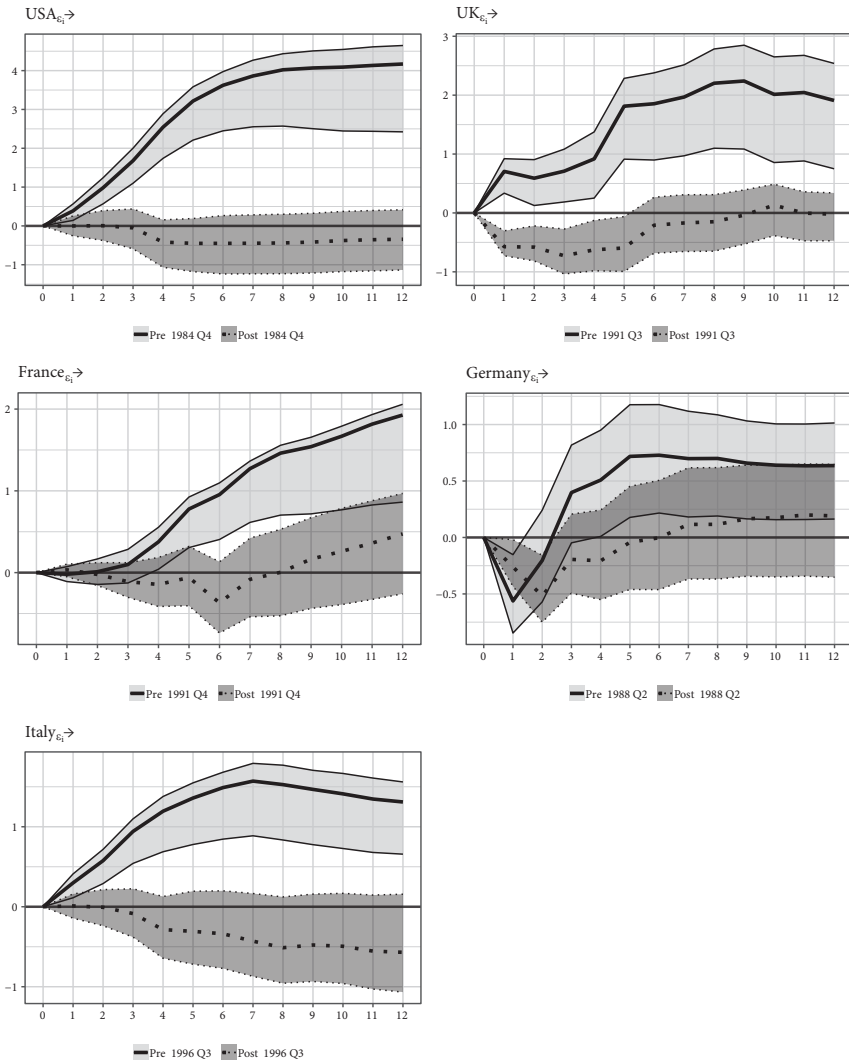 USAεᵢ→
4
3
2
1
0
−1
0 1 2 3 4 5 6 7 8 9 10 11 12
Pre 1984 Q4 Post 1984 Q4
UKεᵢ→
3
2
1
0
−1
0 1 2 3 4 5 6 7 8 9 10 11 12
Pre 1991 Q3 Post 1991 Q3
Franceεᵢ→
2
1
0
0 1 2 3 4 5 6 7 8 9 10 11 12
Pre 1991 Q4 Post 1991 Q4
Germanyεᵢ→
1.0
0.5
0.0
−0.5
0 1 2 3 4 5 6 7 8 9 10 11 12
Pre 1988 Q2 Post 1988 Q2
Italyεᵢ→
1
0
−1
0 1 2 3 4 5 6 7 8 9 10 11 12
Pre 1996 Q3 Post 1996 Q3